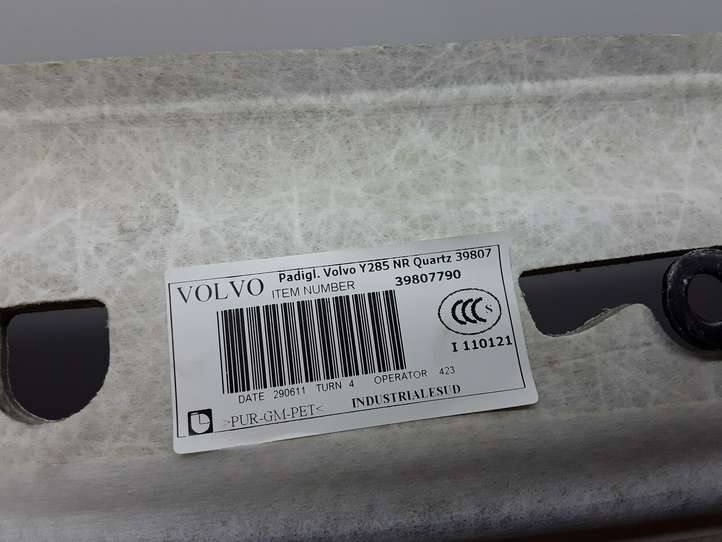 Padigl. Volvo Y285 NR Quartz 39807
VOLVO ITEM NUMBER 39807790
CCC S
I 110121
DATE 290611 TURN 4 OPERATOR 423
>PUR-GM-PET< INDUSTRIALESUD